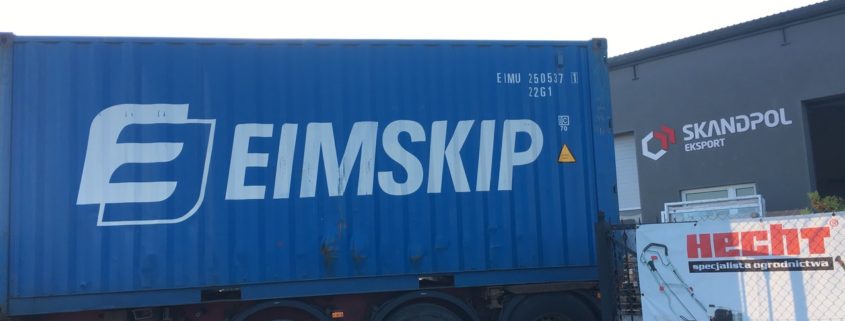 EIMU 250537 1
22G1
EIMSKIP
SKANDPOL
EKSPORT
HECHT®
specjalista ogrodnictwa